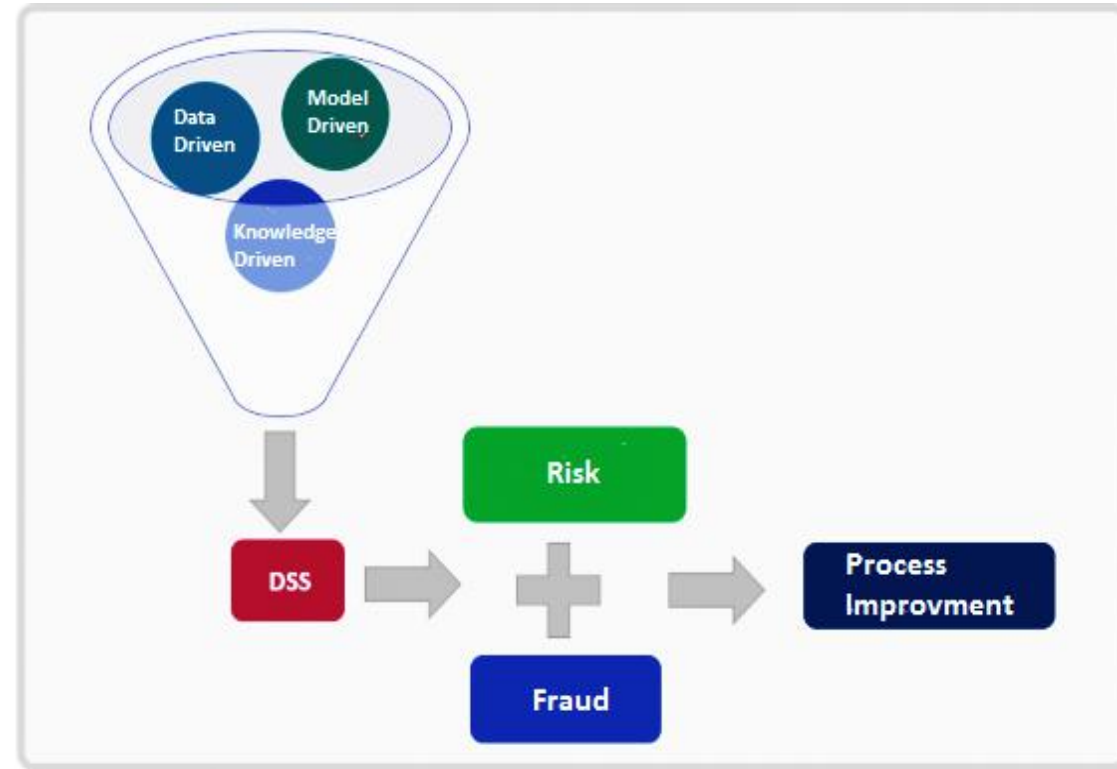 Model
Driven
Data
Driven
Knowledge
Driven
Risk
DSS
Process
Improvment
Fraud